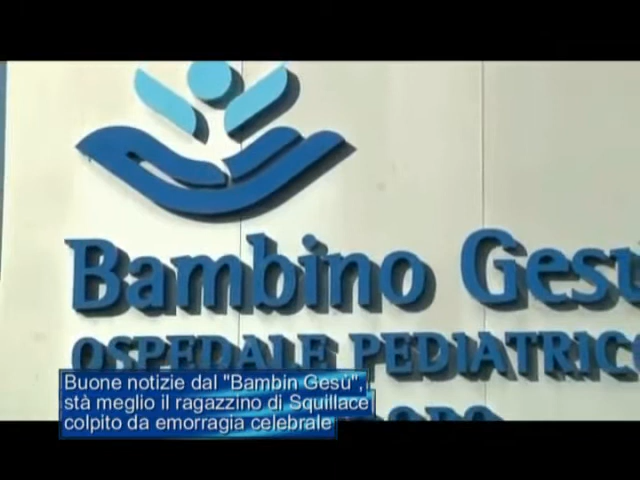 Bambino Gesù
OSPEDALE PEDIATRICO
Buone notizie dal "Bambin Gesù",
stà meglio il ragazzino di Squillace
colpito da emorragia celebrale